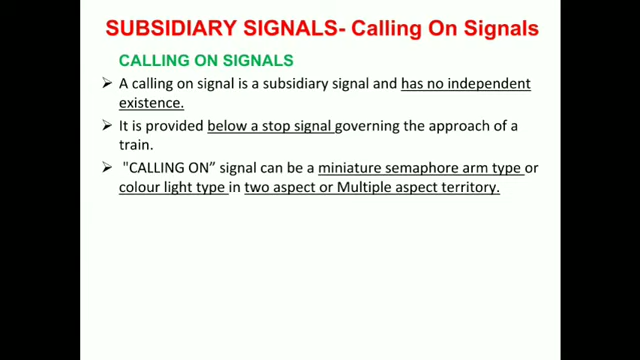 SUBSIDIARY SIGNALS- Calling On Signals
CALLING ON SIGNALS
➢ A calling on signal is a subsidiary signal and has no independent
existence.
➢ It is provided below a stop signal governing the approach of a
train.
➢ "CALLING ON” signal can be a miniature semaphore arm type or
colour light type in two aspect or Multiple aspect territory.